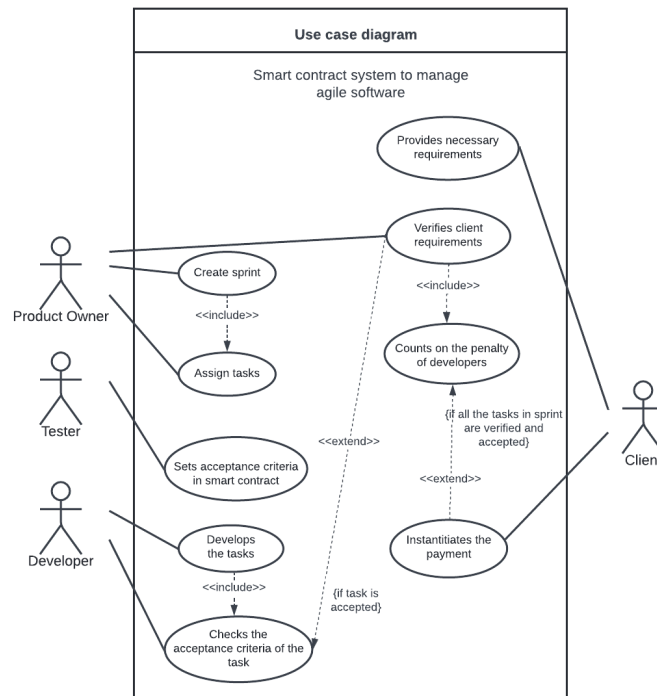 Use case diagram
Smart contract system to manage
agile software
Provides necessary
requirements
Verifies client
requirements
Create sprint
<<include>>
<<include>>
Product Owner
Counts on the penalty
of developers
Assign tasks
{if all the tasks in sprint
are verified and
accepted}
Tester
<<extend>>
Clien
Sets acceptance criteria
in smart contract
<<extend>>
Develops
the tasks
Instantitiates the
payment
Developer
<<include>>
{if task is
accepted}
Checks the
acceptance criteria of the
task